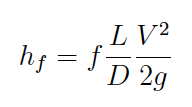 h_f = f \frac{L}{D} \frac{V^2}{2g}